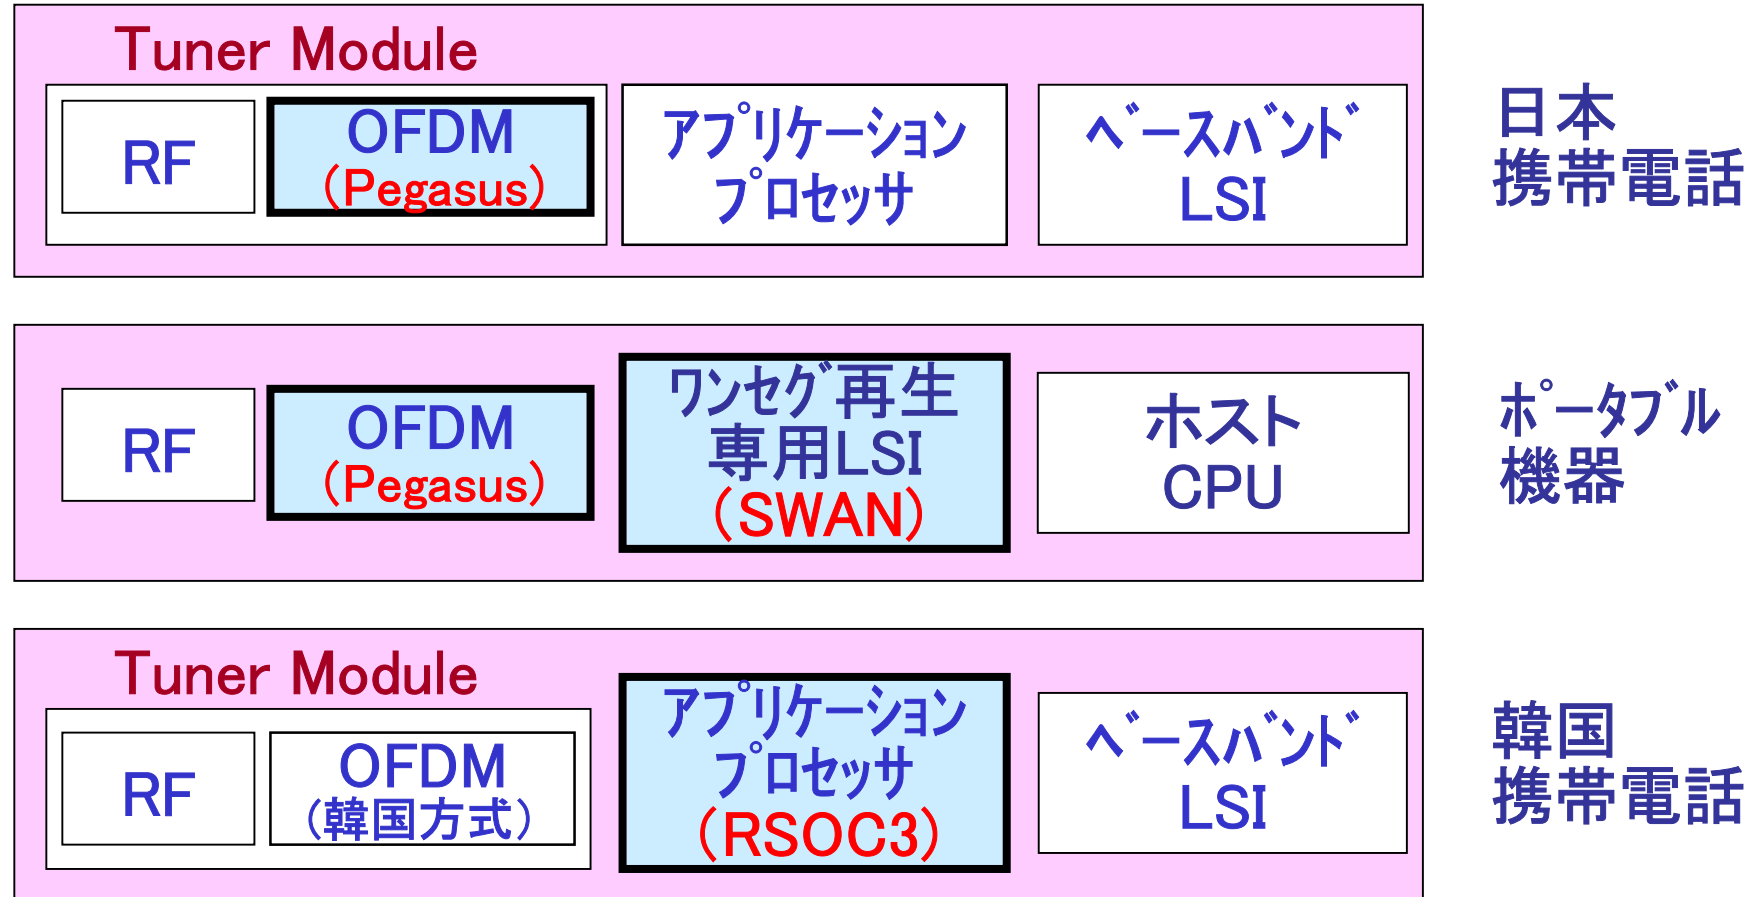 Tuner Module
RF
OFDM
(Pegasus)
ｱﾌﾟﾘｹｰｼｮﾝ
ﾌﾟﾛｾｯｻ
ﾍﾞｰｽﾊﾞﾝﾄﾞ
LSI
日本
携帯電話
RF
OFDM
(Pegasus)
ﾜﾝｾｸﾞ再生
専用LSI
(SWAN)
ホスト
CPU
ﾎﾟｰﾀﾌﾞﾙ
機器
Tuner Module
RF
OFDM
(韓国方式)
ｱﾌﾟﾘｹｰｼｮﾝ
ﾌﾟﾛｾｯｻ
(RSOC3)
ﾍﾞｰｽﾊﾞﾝﾄﾞ
LSI
韓国
携帯電話